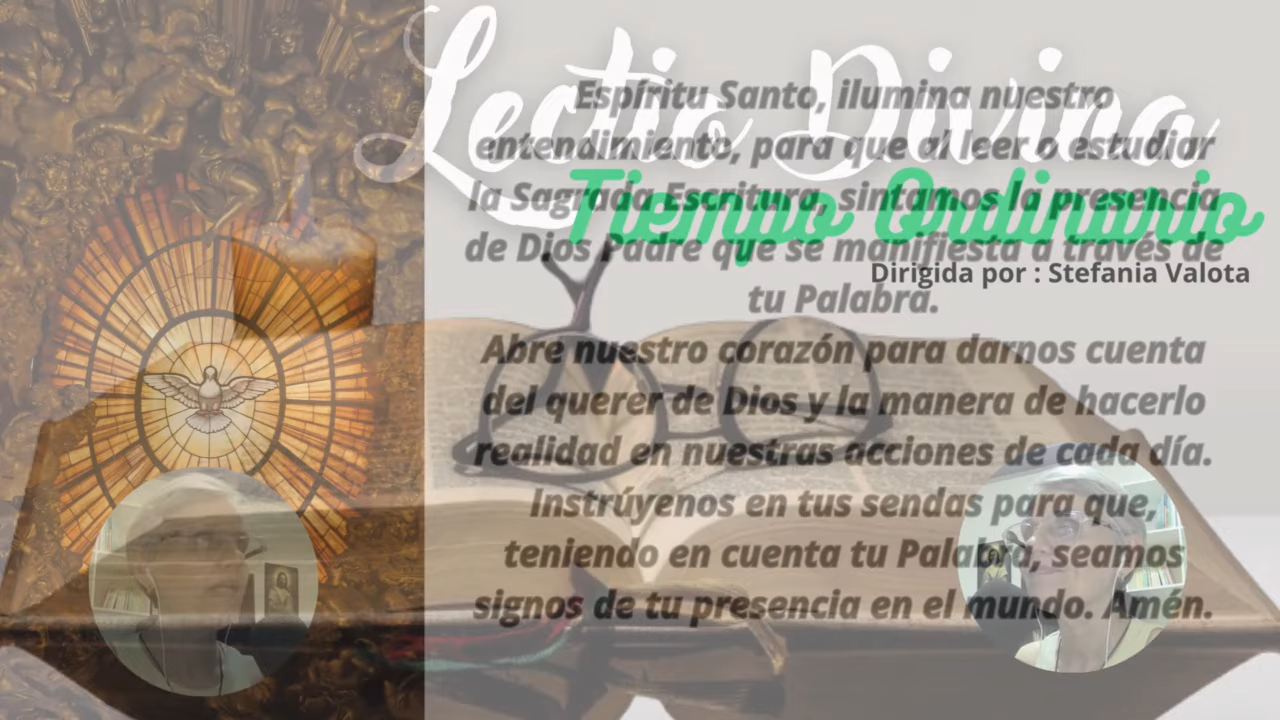 Lectio Divina
Tiempo Ordinario
Dirigida por : Stefania Valota
Espíritu Santo, ilumina nuestro
entendimiento, para que al leer o estudiar
la Sagrada Escritura, sintamos la presencia
de Dios Padre que se manifiesta a través de
tu Palabra.
Abre nuestro corazón para darnos cuenta
del querer de Dios y la manera de hacerlo
realidad en nuestras acciones de cada día.
Instrúyenos en tus sendas para que,
teniendo en cuenta tu Palabra, seamos
signos de tu presencia en el mundo. Amén.